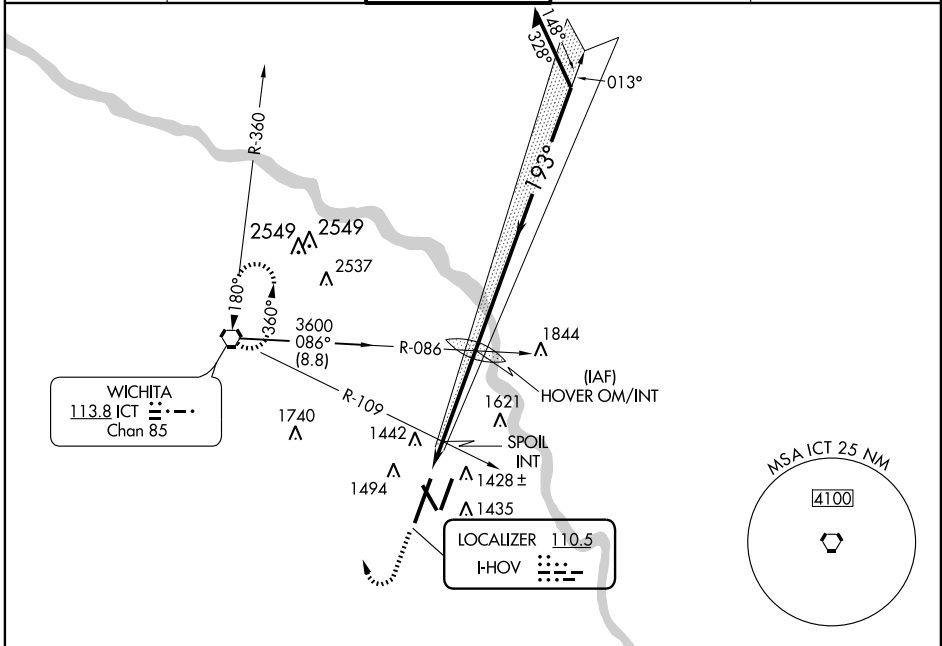 148°
328°
013°
193°
R-360
2549
2549
2537
180°
360°
3600
086°
(8.8)
R-086
1844
(IAF)
HOVER OM/INT
WICHITA
113.8 ICT
Chan 85
R-109
1740
1621
1442
SPOIL
INT
1494
1428 ±
1435
LOCALIZER 110.5
I-HOV
MSA ICT 25 NM
4100